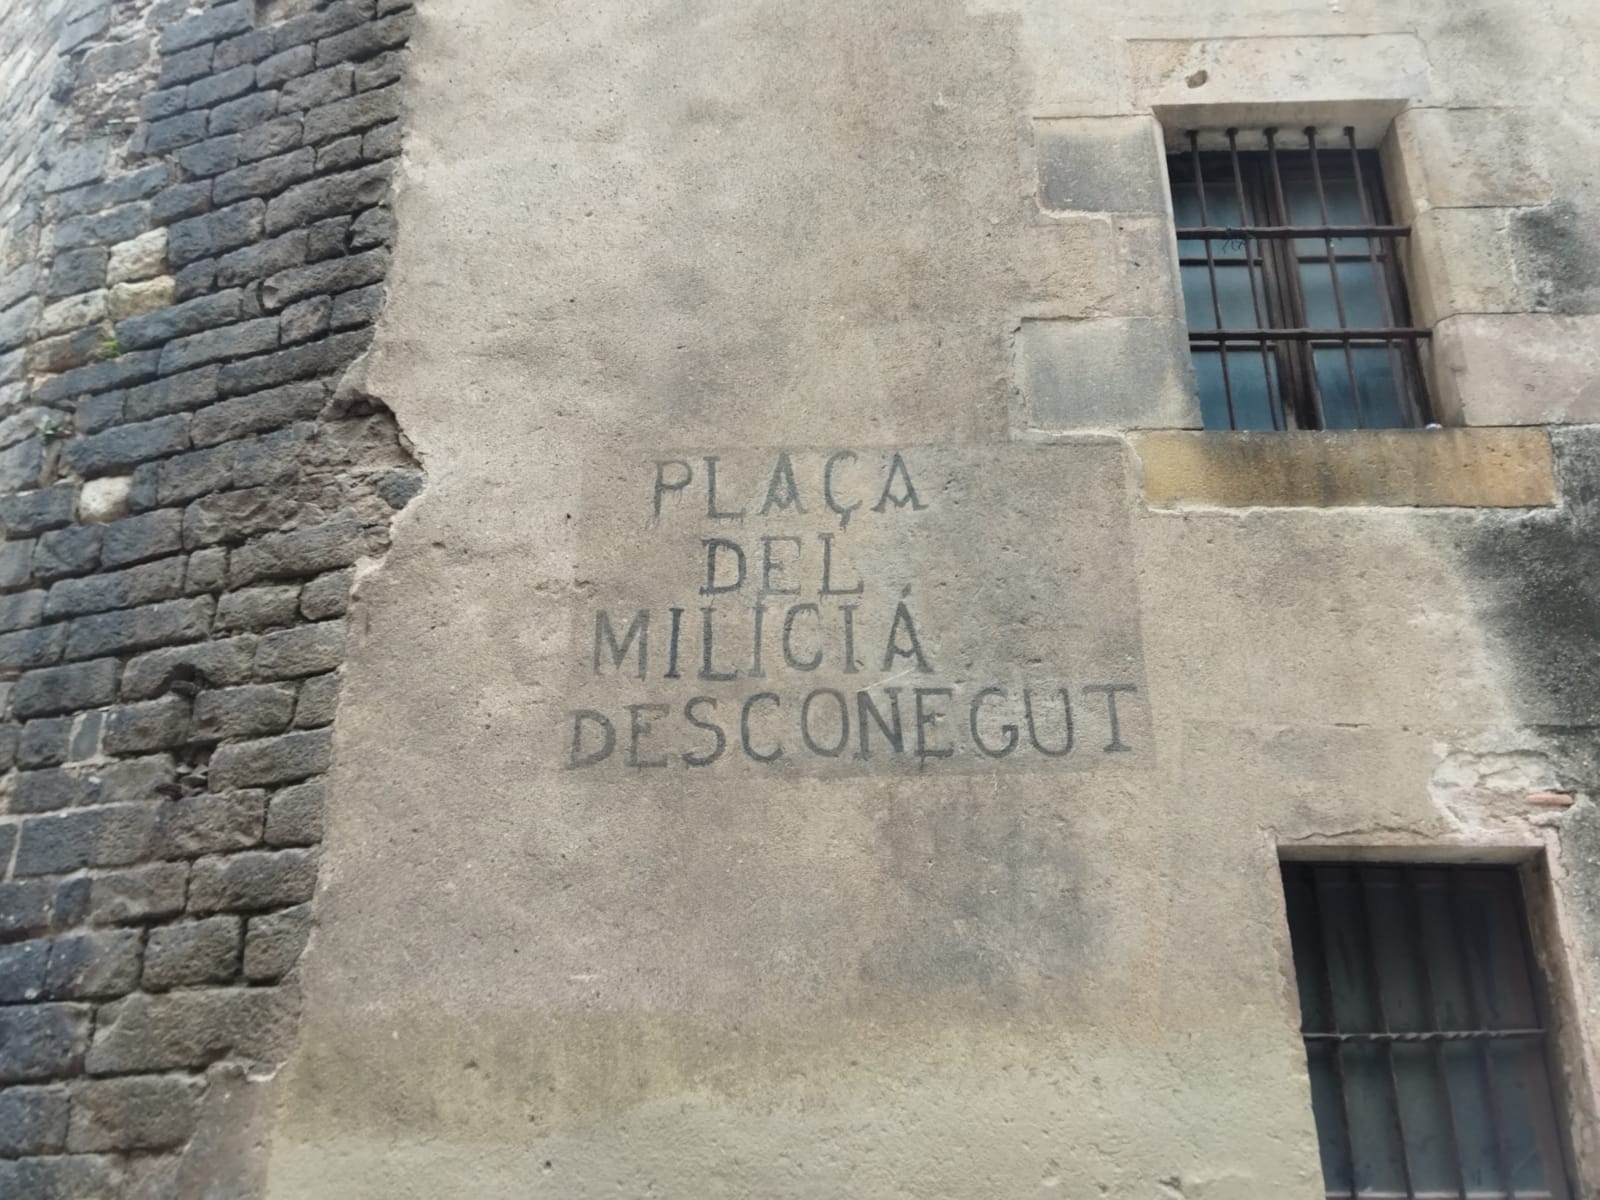 PLAÇA
DEL
MILICIÀ
DESCONEGUT